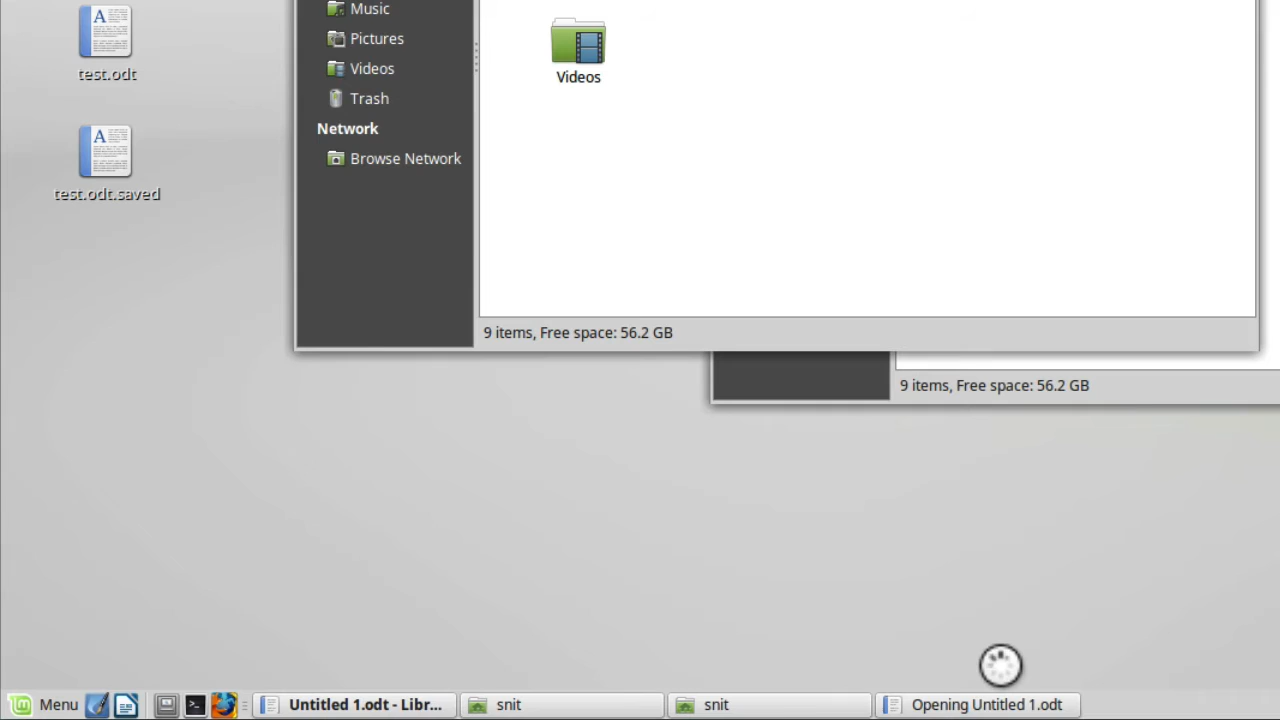 Music
Pictures
Videos
Trash
Network
Browse Network
test.odt
test.odt.saved
Videos
9 items, Free space: 56.2 GB
9 items, Free space: 56.2 GB
Menu
Untitled 1.odt - Libr...
snit
snit
Opening Untitled 1.odt